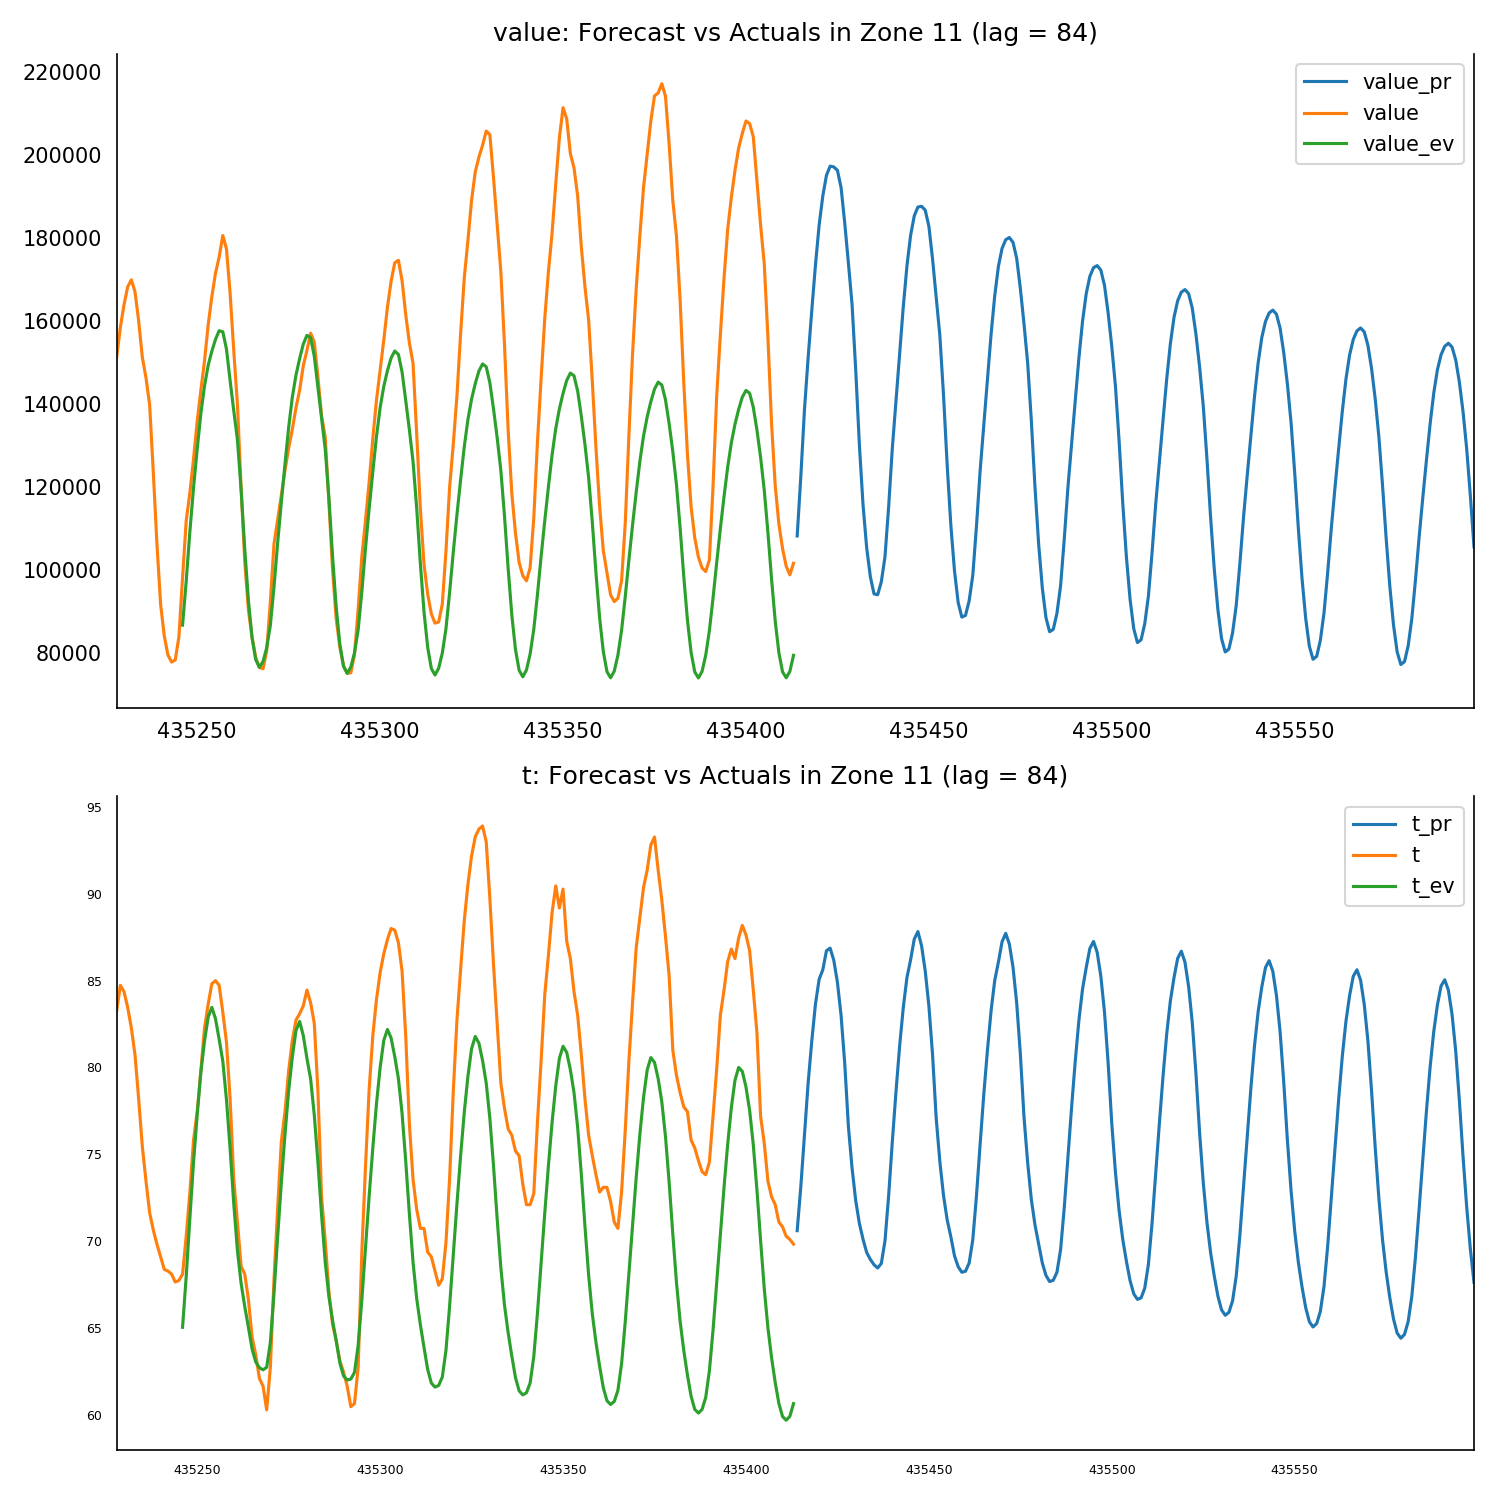 value: Forecast vs Actuals in Zone 11 (lag = 84)
220000
200000
180000
160000
140000
120000
100000
80000
value_pr
value
value_ev
435250 435300 435350 435400 435450 435500 435550
t: Forecast vs Actuals in Zone 11 (lag = 84)
95
90
85
80
75
70
65
60
t_pr
t
t_ev
435250 435300 435350 435400 435450 435500 435550